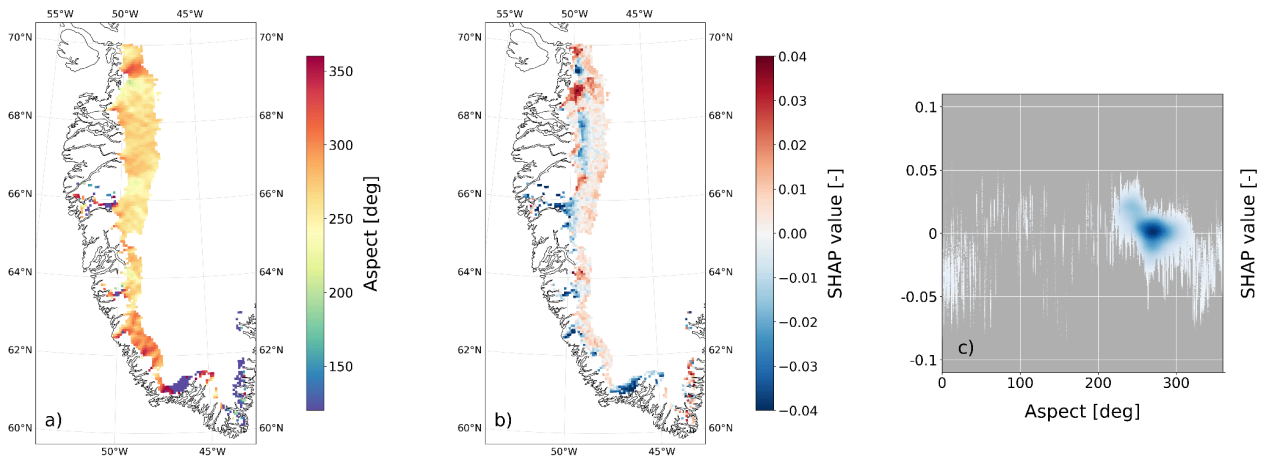 55°W 50°W 45°W
70°N 70°N
68°N 68°N
66°N 66°N
64°N 64°N
62°N 62°N
60°N 60°N
50°W 45°W
a)
350
300
250
200
150
Aspect [deg]
55°W 50°W 45°W
70°N 70°N
68°N 68°N
66°N 66°N
64°N 64°N
62°N 62°N
60°N 60°N
50°W 45°W
b)
0.04
0.03
0.02
0.01
0.00
−0.01
−0.02
−0.03
−0.04
SHAP value [-]
0.1
0.05
0
-0.05
-0.1
c)
0 100 200 300
Aspect [deg]
SHAP value [-]